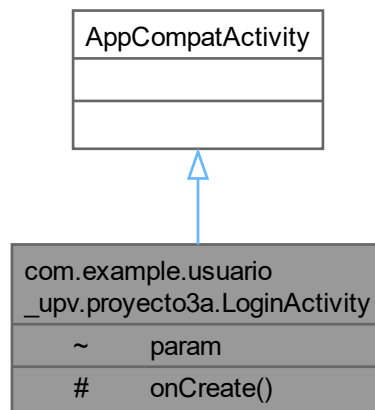 AppCompatActivity
com.example.usuario
_upv.proyecto3a.LoginActivity
~ param
# onCreate()